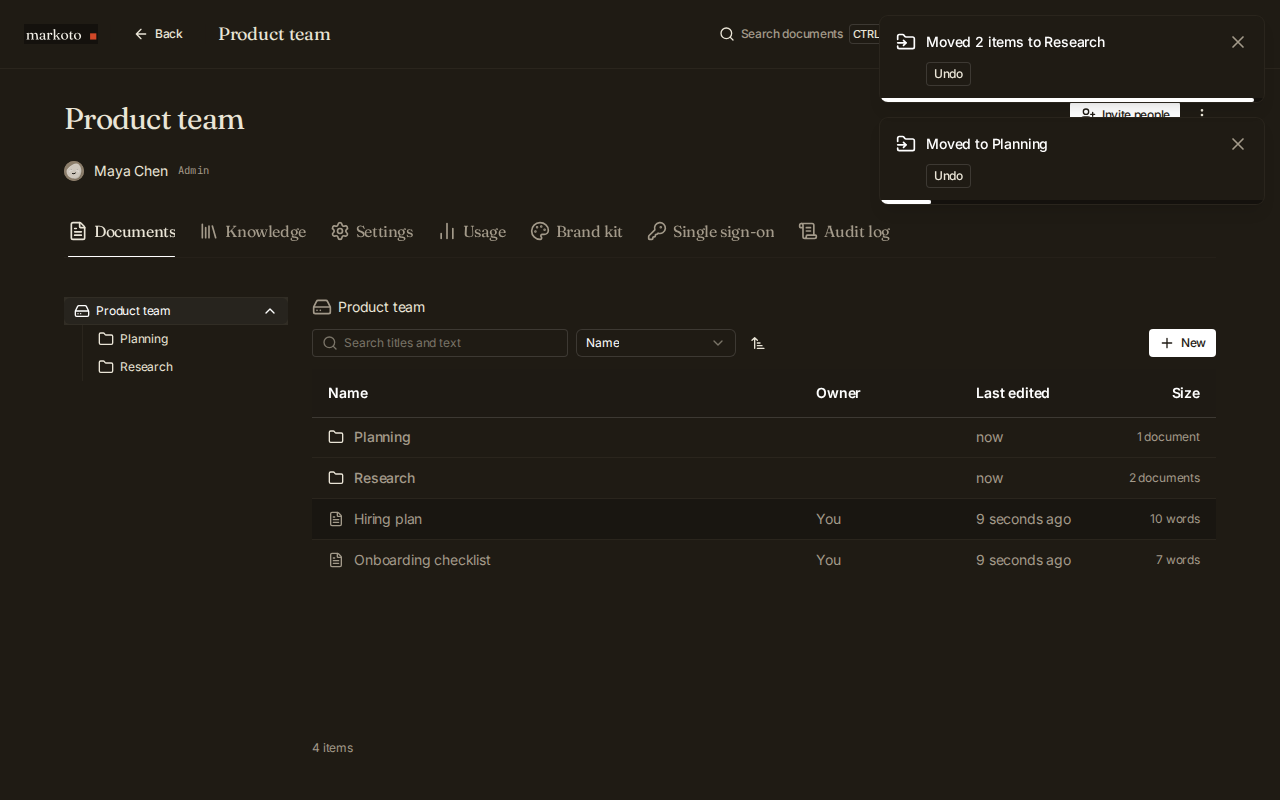 markoto
Back
Product team
Search documents
CTRL
Moved 2 items to Research
Undo
Product team
Invite people
Moved to Planning
Undo
Maya Chen
Admin
Documents
Knowledge
Settings
Usage
Brand kit
Single sign-on
Audit log
Product team
Planning
Research
Product team
Search titles and text
Name
New
Name Owner Last edited Size
Planning now 1 document
Research now 2 documents
Hiring plan You 9 seconds ago 10 words
Onboarding checklist You 9 seconds ago 7 words
4 items